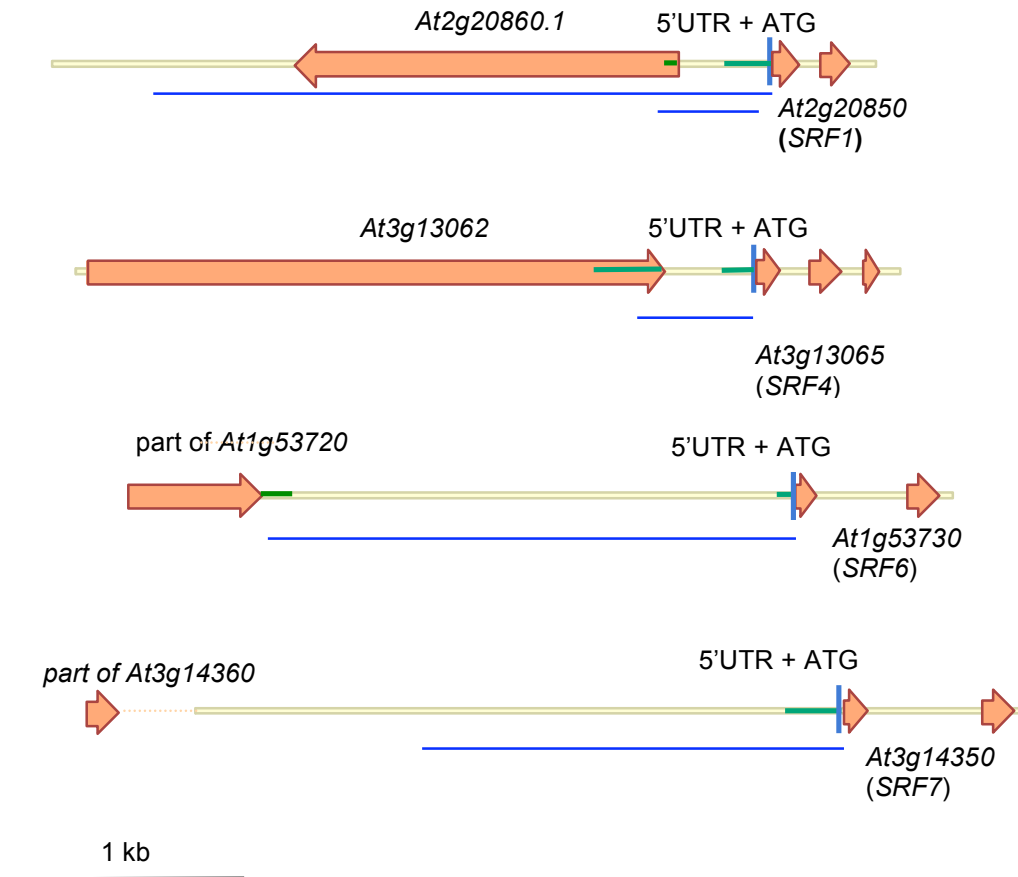 At2g20860.1
5'UTR + ATG
At2g20850
(SRF1)
At3g13062
5'UTR + ATG
At3g13065
(SRF4)
part of At1g53720
5'UTR + ATG
At1g53730
(SRF6)
part of At3g14360
5'UTR + ATG
At3g14350
(SRF7)
1 kb